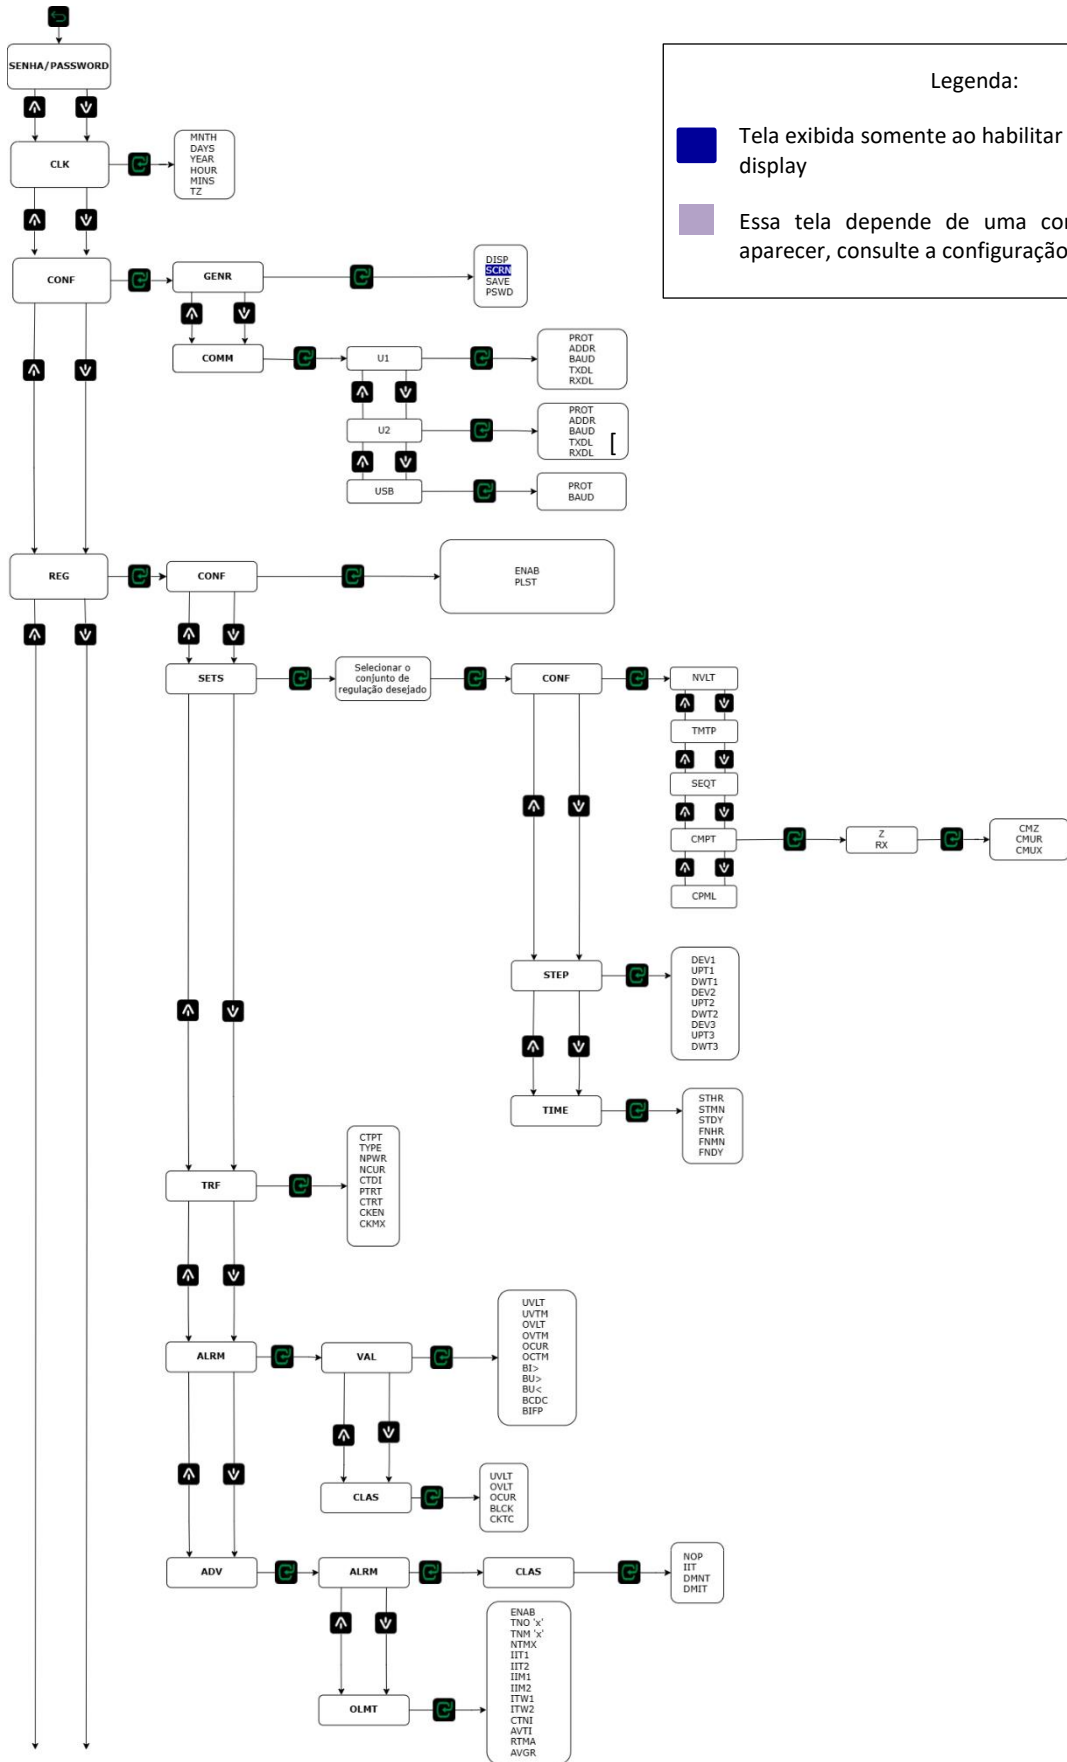 SENHA/PASSWORD
Legenda:
Tela exibida somente ao habilitar
display
Essa tela depende de uma
aparecer, consulte a configuração
CLK
MNTH
DAYS
YEAR
HOUR
MINS
TZ
CONF
GENR
DISP
SCRN
SAVE
PSWD
COMM
U1
PROT
ADDR
BAUD
TXDL
RXDL
U2
PROT
ADDR
BAUD
TXDL
RXDL [
USB
PROT
BAUD
REG
CONF
ENAB
PLST
SETS
Selecionar o
conjunto de
regulação desejado
CONF
NVLT
TMTP
SEQT
CMPT
Z
RX
CMZ
CMUR
CMUX
CPML
STEP
DEV1
UPT1
DWT1
DEV2
UPT2
DWT2
DEV3
UPT3
DWT3
TIME
STHR
STMN
STDY
FNHR
FNMN
FNDY
TRF
CTPT
TYPE
NPWR
NCUR
CTDI
PTRT
CTRT
CKEN
CKMX
ALRM
VAL
UVLT
UVTM
OVLT
OVTM
OCUR
OCTM
BI>
BU>
BU<
BCDC
BIFP
CLAS
UVLT
OVLT
OCUR
BLCK
CKTC
ADV
ALRM
CLAS
NOP
IIT
DMNT
DMIT
OLMT
ENAB
TNO 'x'
TNM 'x'
NTMX
IIT1
IIT2
IIM1
IIM2
ITW1
ITW2
CTNI
AVTI
RTMA
AVGR